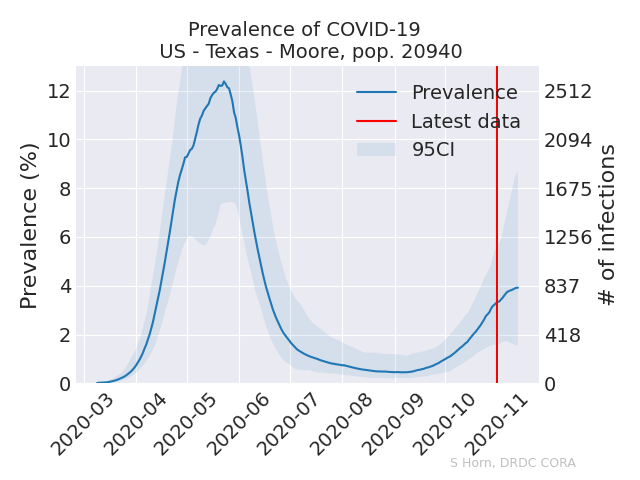 Prevalence of COVID-19
US - Texas - Moore, pop. 20940
Prevalence (%)
12
10
8
6
4
2
0
Prevalence
Latest data
95CI
2512
2094
1675
1256
837
418
0
# of infections
2020-03
2020-04
2020-05
2020-06
2020-07
2020-08
2020-09
2020-10
2020-11
S Horn, DRDC CORA